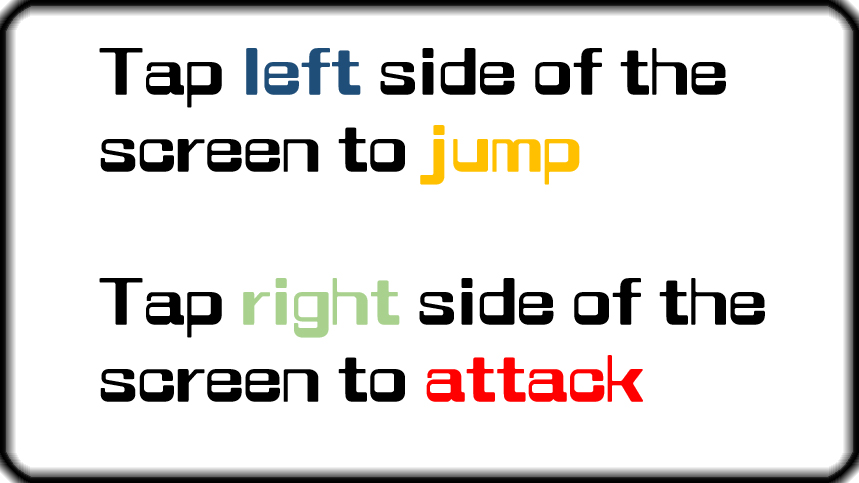 Tap left side of the
screen to jump
Tap right side of the
screen to attack